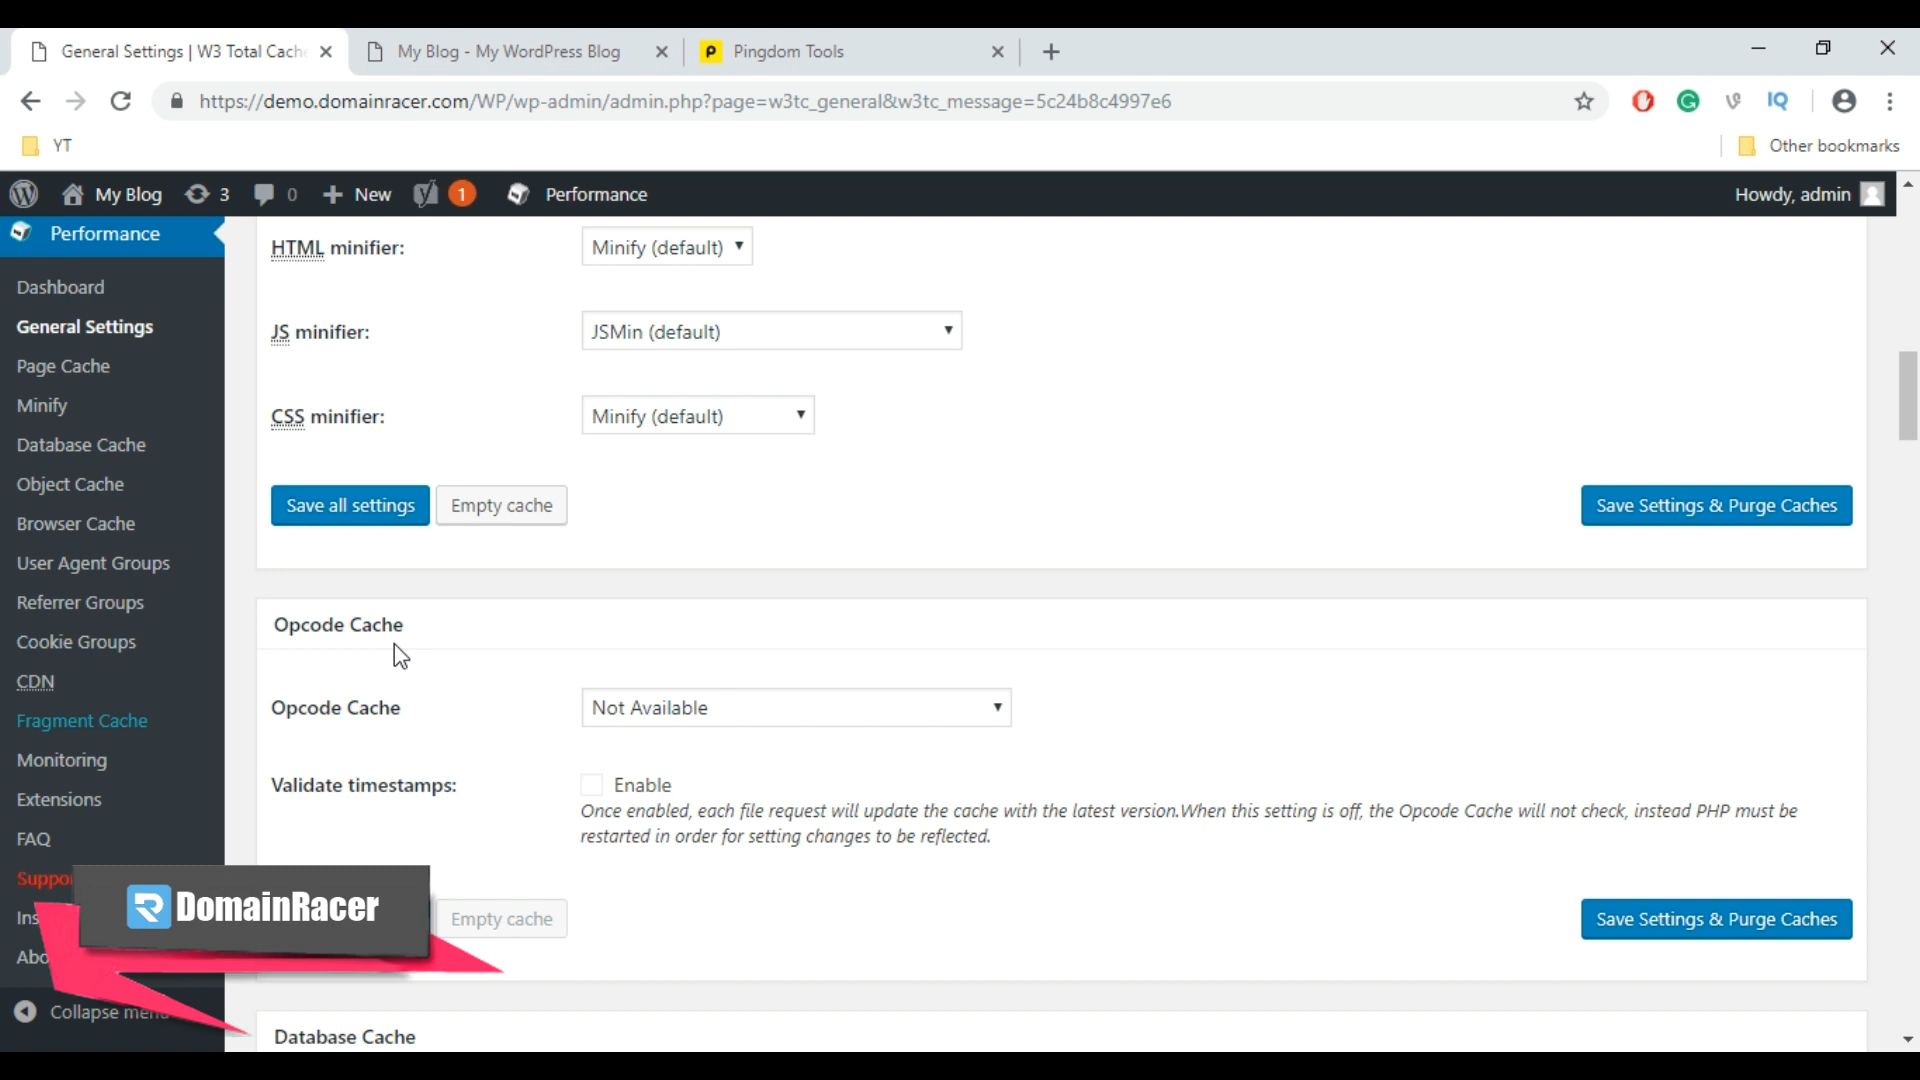 General Settings | W3 Total Cache
My Blog - My WordPress Blog
Pingdom Tools
https://demo.domainracer.com/WP/wp-admin/admin.php?page=w3tc_general&w3tc_message=5c24b8c4997e6
IQ
YT
Other bookmarks
My Blog
3
0
New
1
Performance
Howdy, admin
Performance
Dashboard
General Settings
Page Cache
Minify
Database Cache
Object Cache
Browser Cache
User Agent Groups
Referrer Groups
Cookie Groups
CDN
Fragment Cache
Monitoring
Extensions
FAQ
Suppo
Ins
Abo
Collapse menu
HTML minifier:
Minify (default)
JS minifier:
JSMin (default)
CSS minifier:
Minify (default)
Save all settings
Empty cache
Save Settings & Purge Caches
Opcode Cache
Opcode Cache
Not Available
Validate timestamps:
Enable
Once enabled, each file request will update the cache with the latest version.When this setting is off, the Opcode Cache will not check, instead PHP must be
restarted in order for setting changes to be reflected.
DomainRacer
Empty cache
Save Settings & Purge Caches
Database Cache